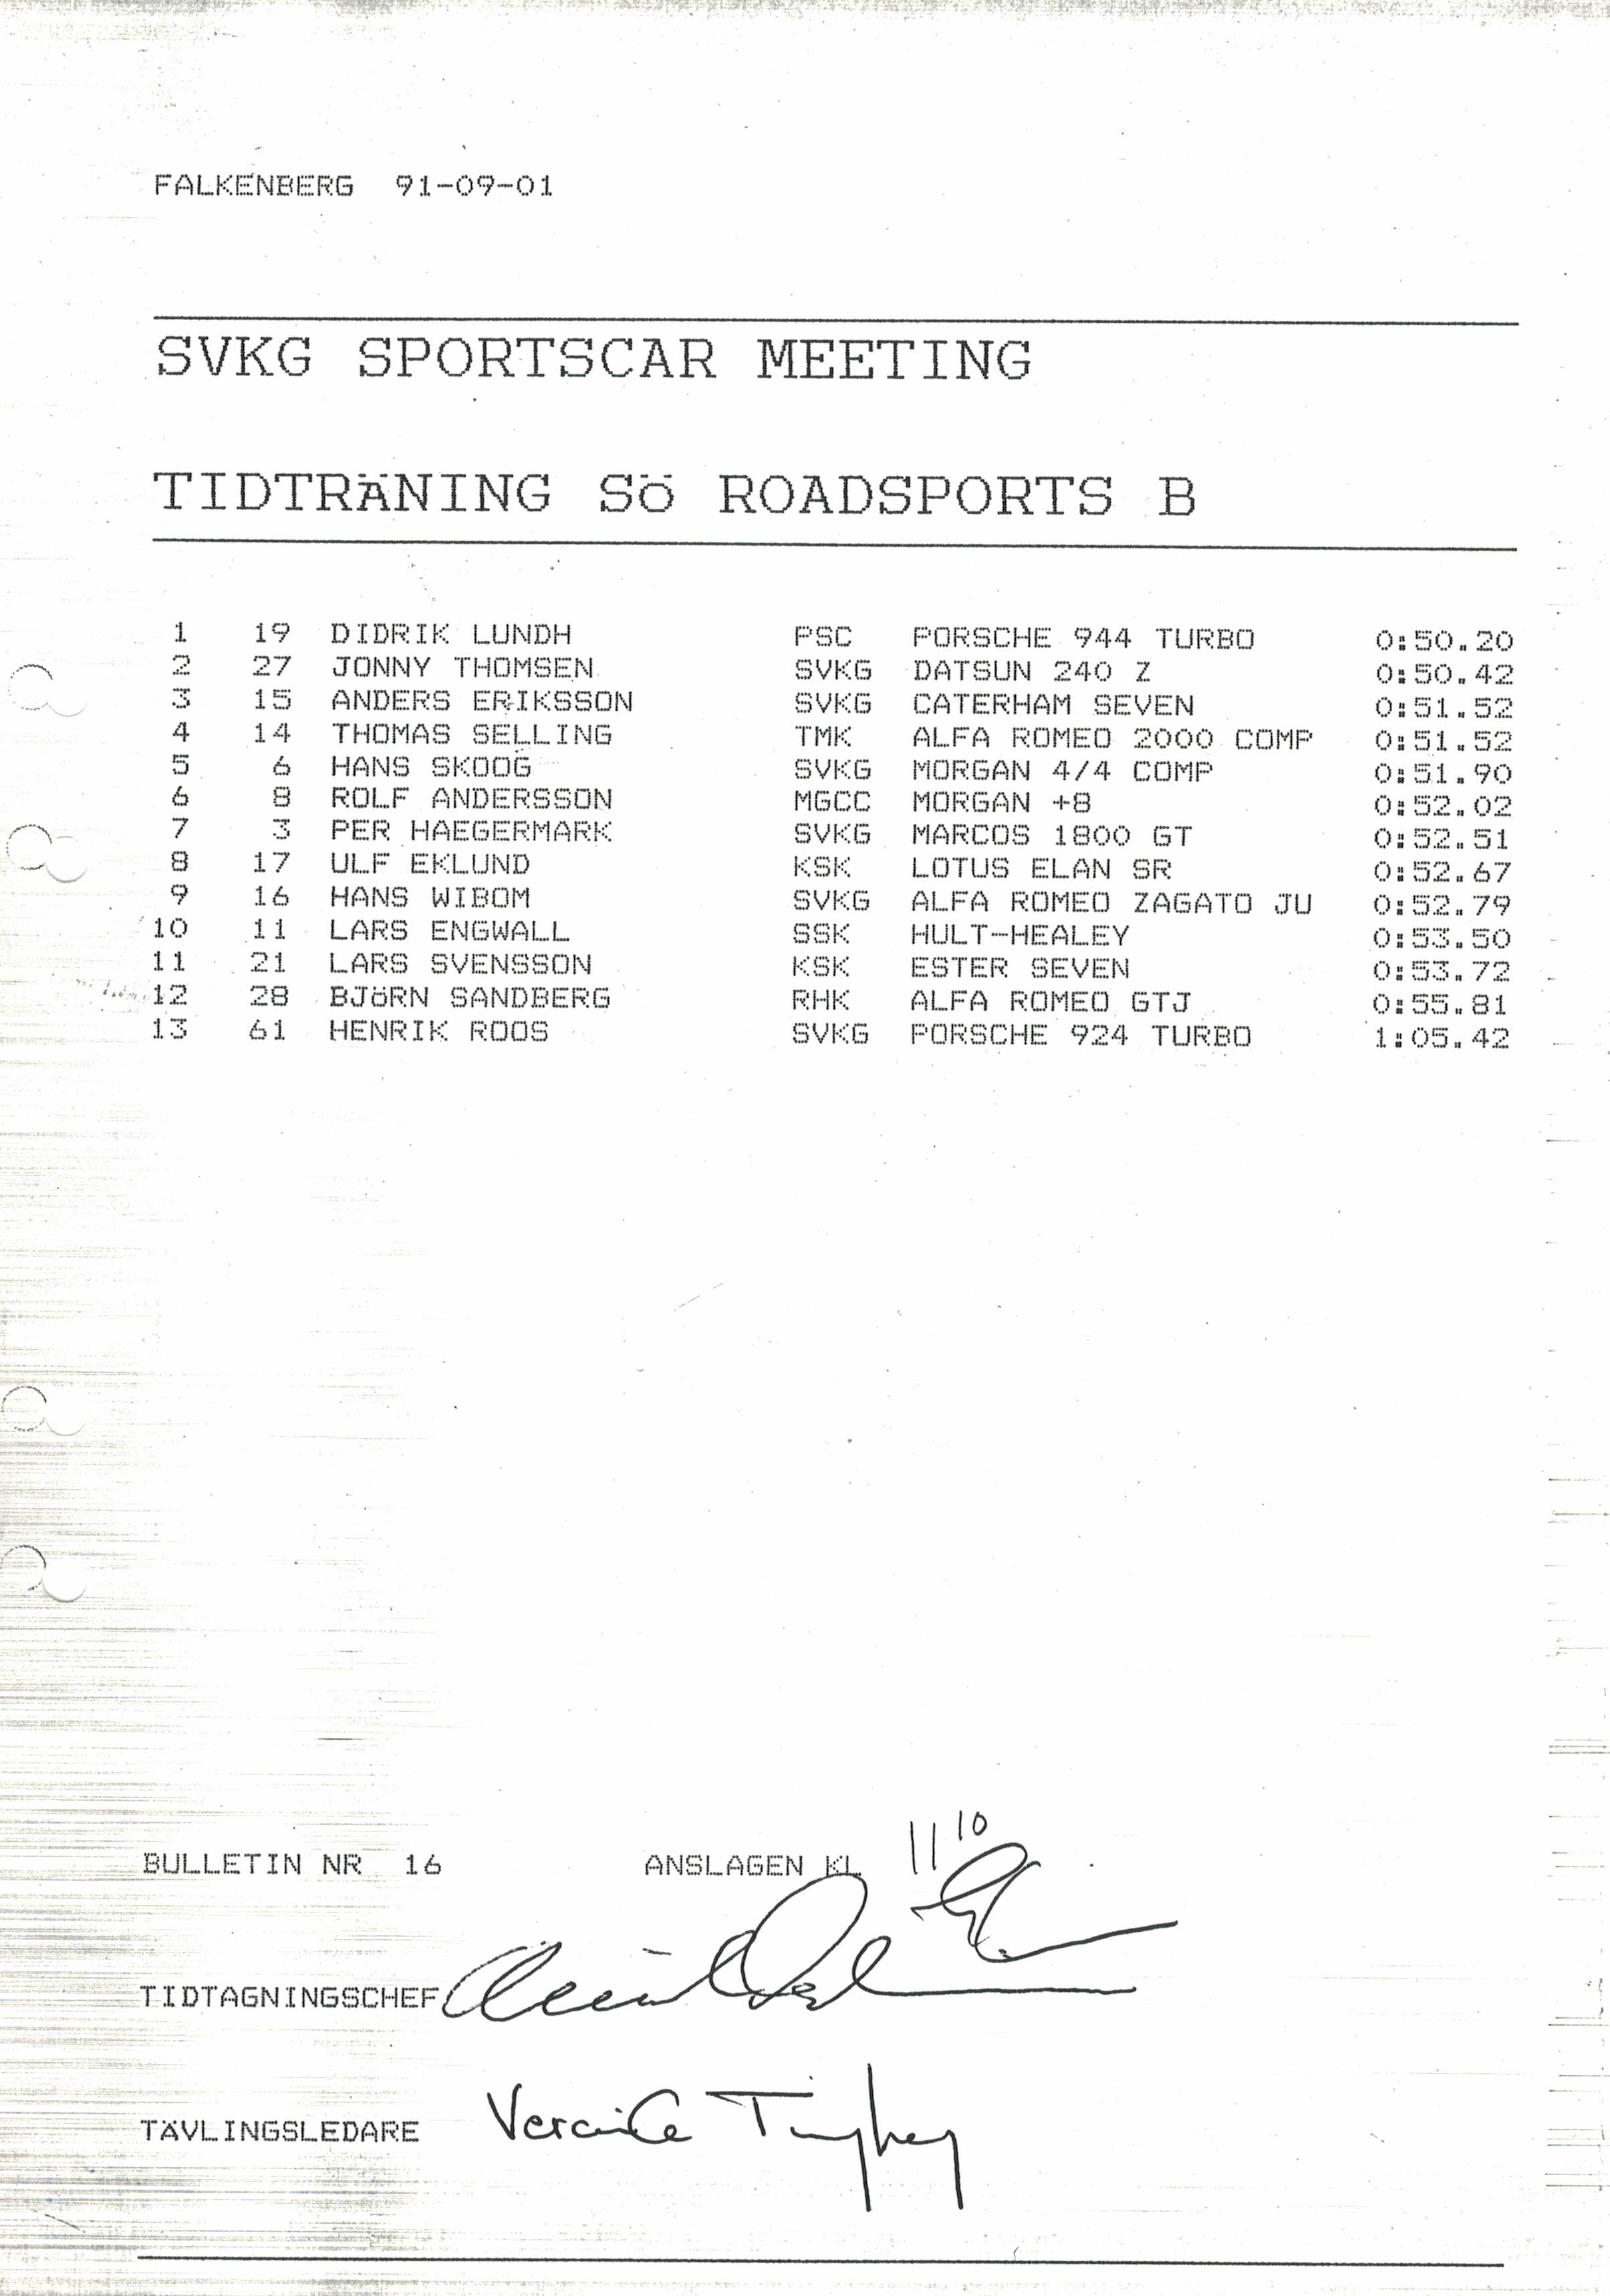 FALKENBERG 91-09-01
SVKG SPORTSCAR MEETING
TIDTRÄNING SÖ ROADSPORTS B
1 19 DIDRIK LUNDH PSC PORSCHE 944 TURBO 0:50.20
2 27 JONNY THOMSEN SVKG DATSUN 240 Z 0:50.42
3 15 ANDERS ERIKSSON SVKG CATERHAM SEVEN 0:51.52
4 14 THOMAS SELLING TMK ALFA ROMEO 2000 COMP 0:51.52
5 6 HANS SKOOG SVKG MORGAN 4/4 COMP 0:51.90
6 8 ROLF ANDERSSON MGCC MORGAN +8 0:52.02
7 3 PER HAEGERMARK SVKG MARCOS 1800 GT 0:52.51
8 17 ULF EKLUND KSK LOTUS ELAN SR 0:52.67
9 16 HANS WIBOM SVKG ALFA ROMEO ZAGATO JU 0:52.79
10 11 LARS ENGWALL SSK HULT-HEALEY 0:53.50
11 21 LARS SVENSSON KSK ESTER SEVEN 0:53.72
12 28 BJÖRN SANDBERG RHK ALFA ROMEO GTJ 0:55.81
13 61 HENRIK ROOS SVKG PORSCHE 924 TURBO 1:05.42
BULLETIN NR 16 ANSLAGEN KL 11 10
TIDTAGNINGSCHEF
TÄVLINGSLEDARE